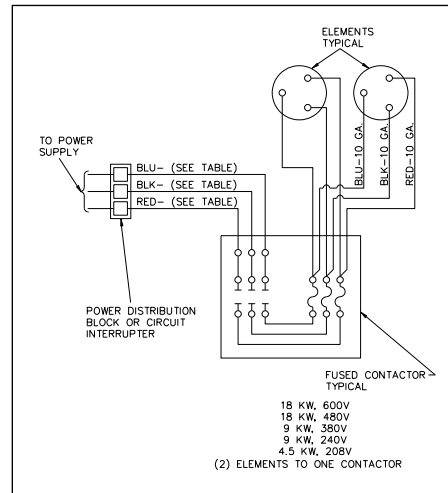 ELEMENTS
TYPICAL
BLU-10 GA.
BLK-10 GA.
RED-10 GA.
TO POWER
SUPPLY
BLU- (SEE TABLE)
BLK- (SEE TABLE)
RED- (SEE TABLE)
POWER DISTRIBUTION
BLOCK OR CIRCUIT
INTERRUPTER
FUSED CONTACTOR
TYPICAL
18 KW, 600V
18 KW, 480V
9 KW, 380V
9 KW, 240V
4.5 KW, 208V
(2) ELEMENTS TO ONE CONTACTOR